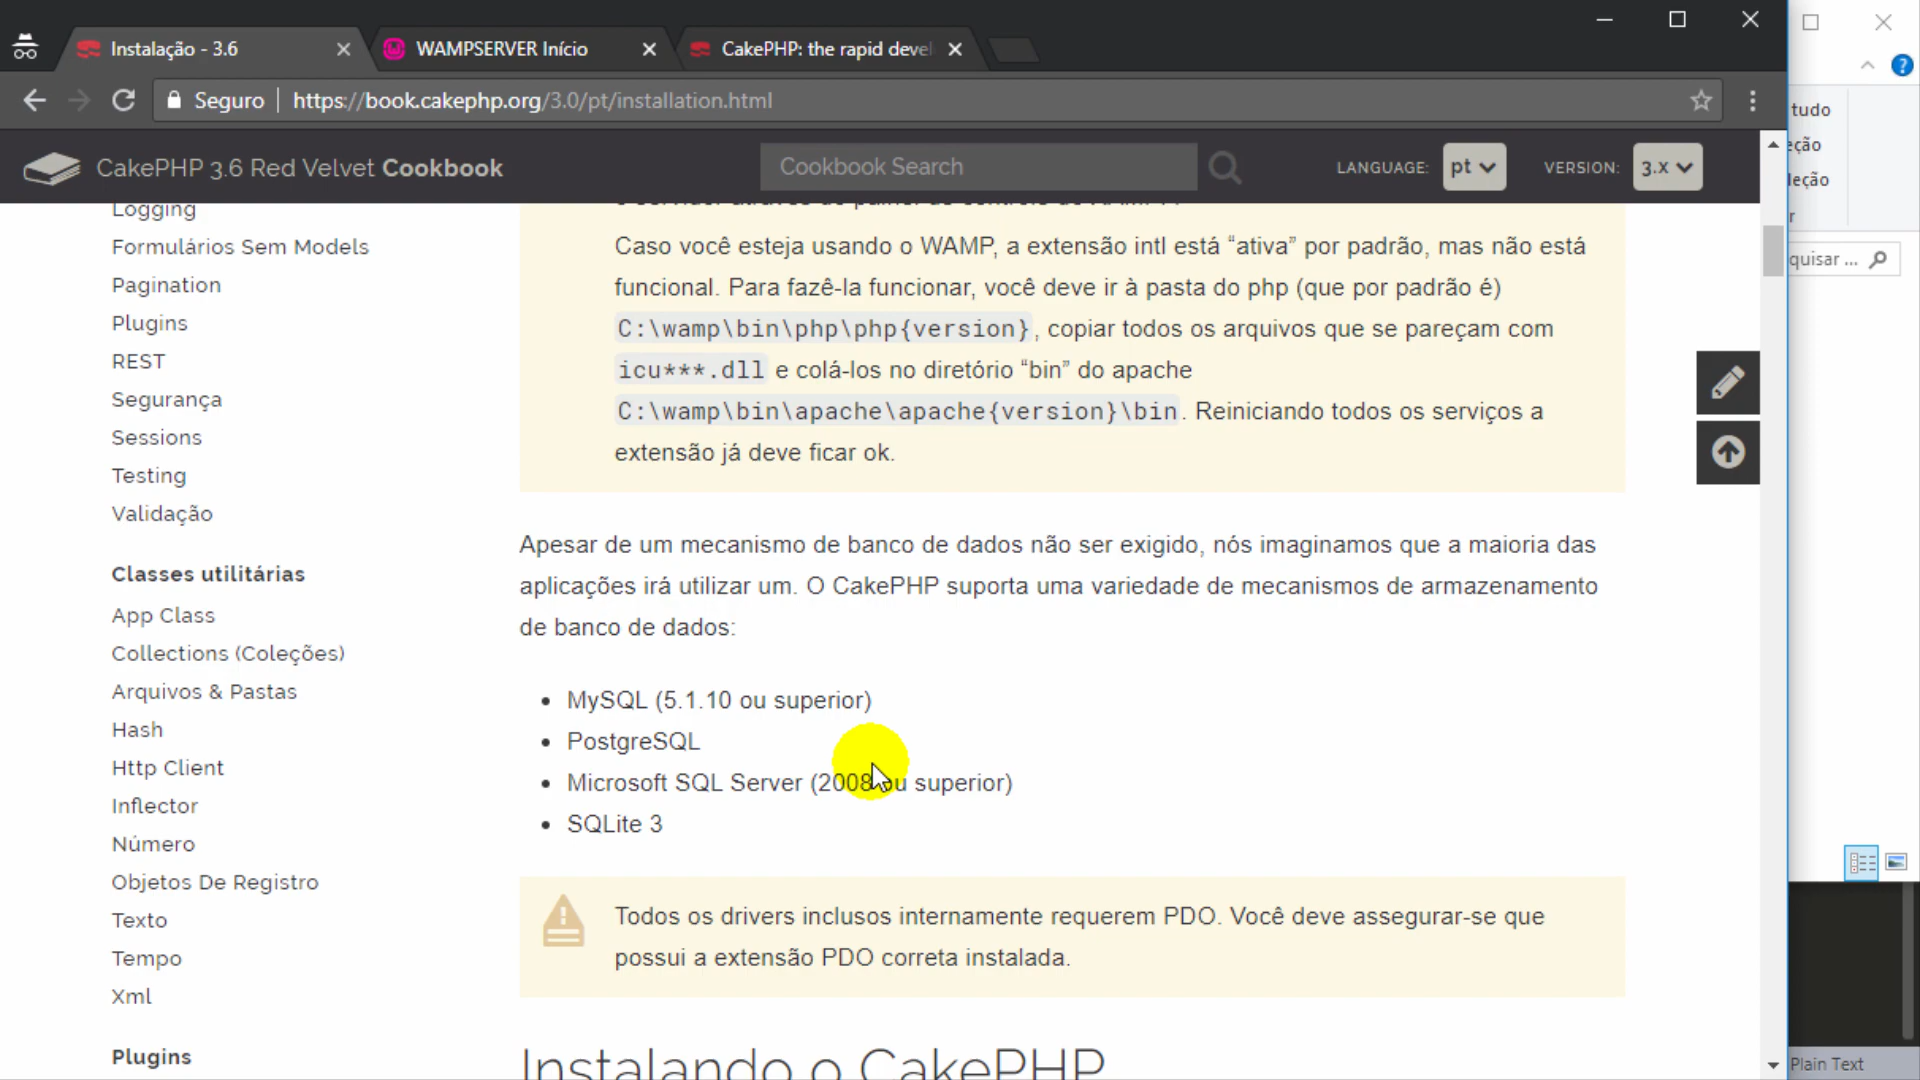 Instalação - 3.6
WAMPSERVER Início
CakePHP: the rapid devel
Seguro
https://book.cakephp.org/3.0/pt/installation.html
CakePHP 3.6 Red Velvet Cookbook
Cookbook Search
LANGUAGE:
pt
VERSION:
3.x
Logging
Formulários Sem Models
Pagination
Plugins
REST
Segurança
Sessions
Testing
Validação
Classes utilitárias
App Class
Collections (Coleções)
Arquivos & Pastas
Hash
Http Client
Inflector
Número
Objetos De Registro
Texto
Tempo
Xml
Plugins
Caso você esteja usando o WAMP, a extensão intl está “ativa” por padrão, mas não está
funcional. Para fazê-la funcionar, você deve ir à pasta do php (que por padrão é)
C:\wamp\bin\php\php{version}, copiar todos os arquivos que se pareçam com
icu***.dll e colá-los no diretório “bin” do apache
C:\wamp\bin\apache\apache{version}\bin. Reiniciando todos os serviços a
extensão já deve ficar ok.
Apesar de um mecanismo de banco de dados não ser exigido, nós imaginamos que a maioria das
aplicações irá utilizar um. O CakePHP suporta uma variedade de mecanismos de armazenamento
de banco de dados:
MySQL (5.1.10 ou superior)
PostgreSQL
Microsoft SQL Server (2008 ou superior)
SQLite 3
Todos os drivers inclusos internamente requerem PDO. Você deve assegurar-se que
possui a extensão PDO correta instalada.
Instalando o CakePHP
tudo
eção
leção
r
quisar ...
Plain Text